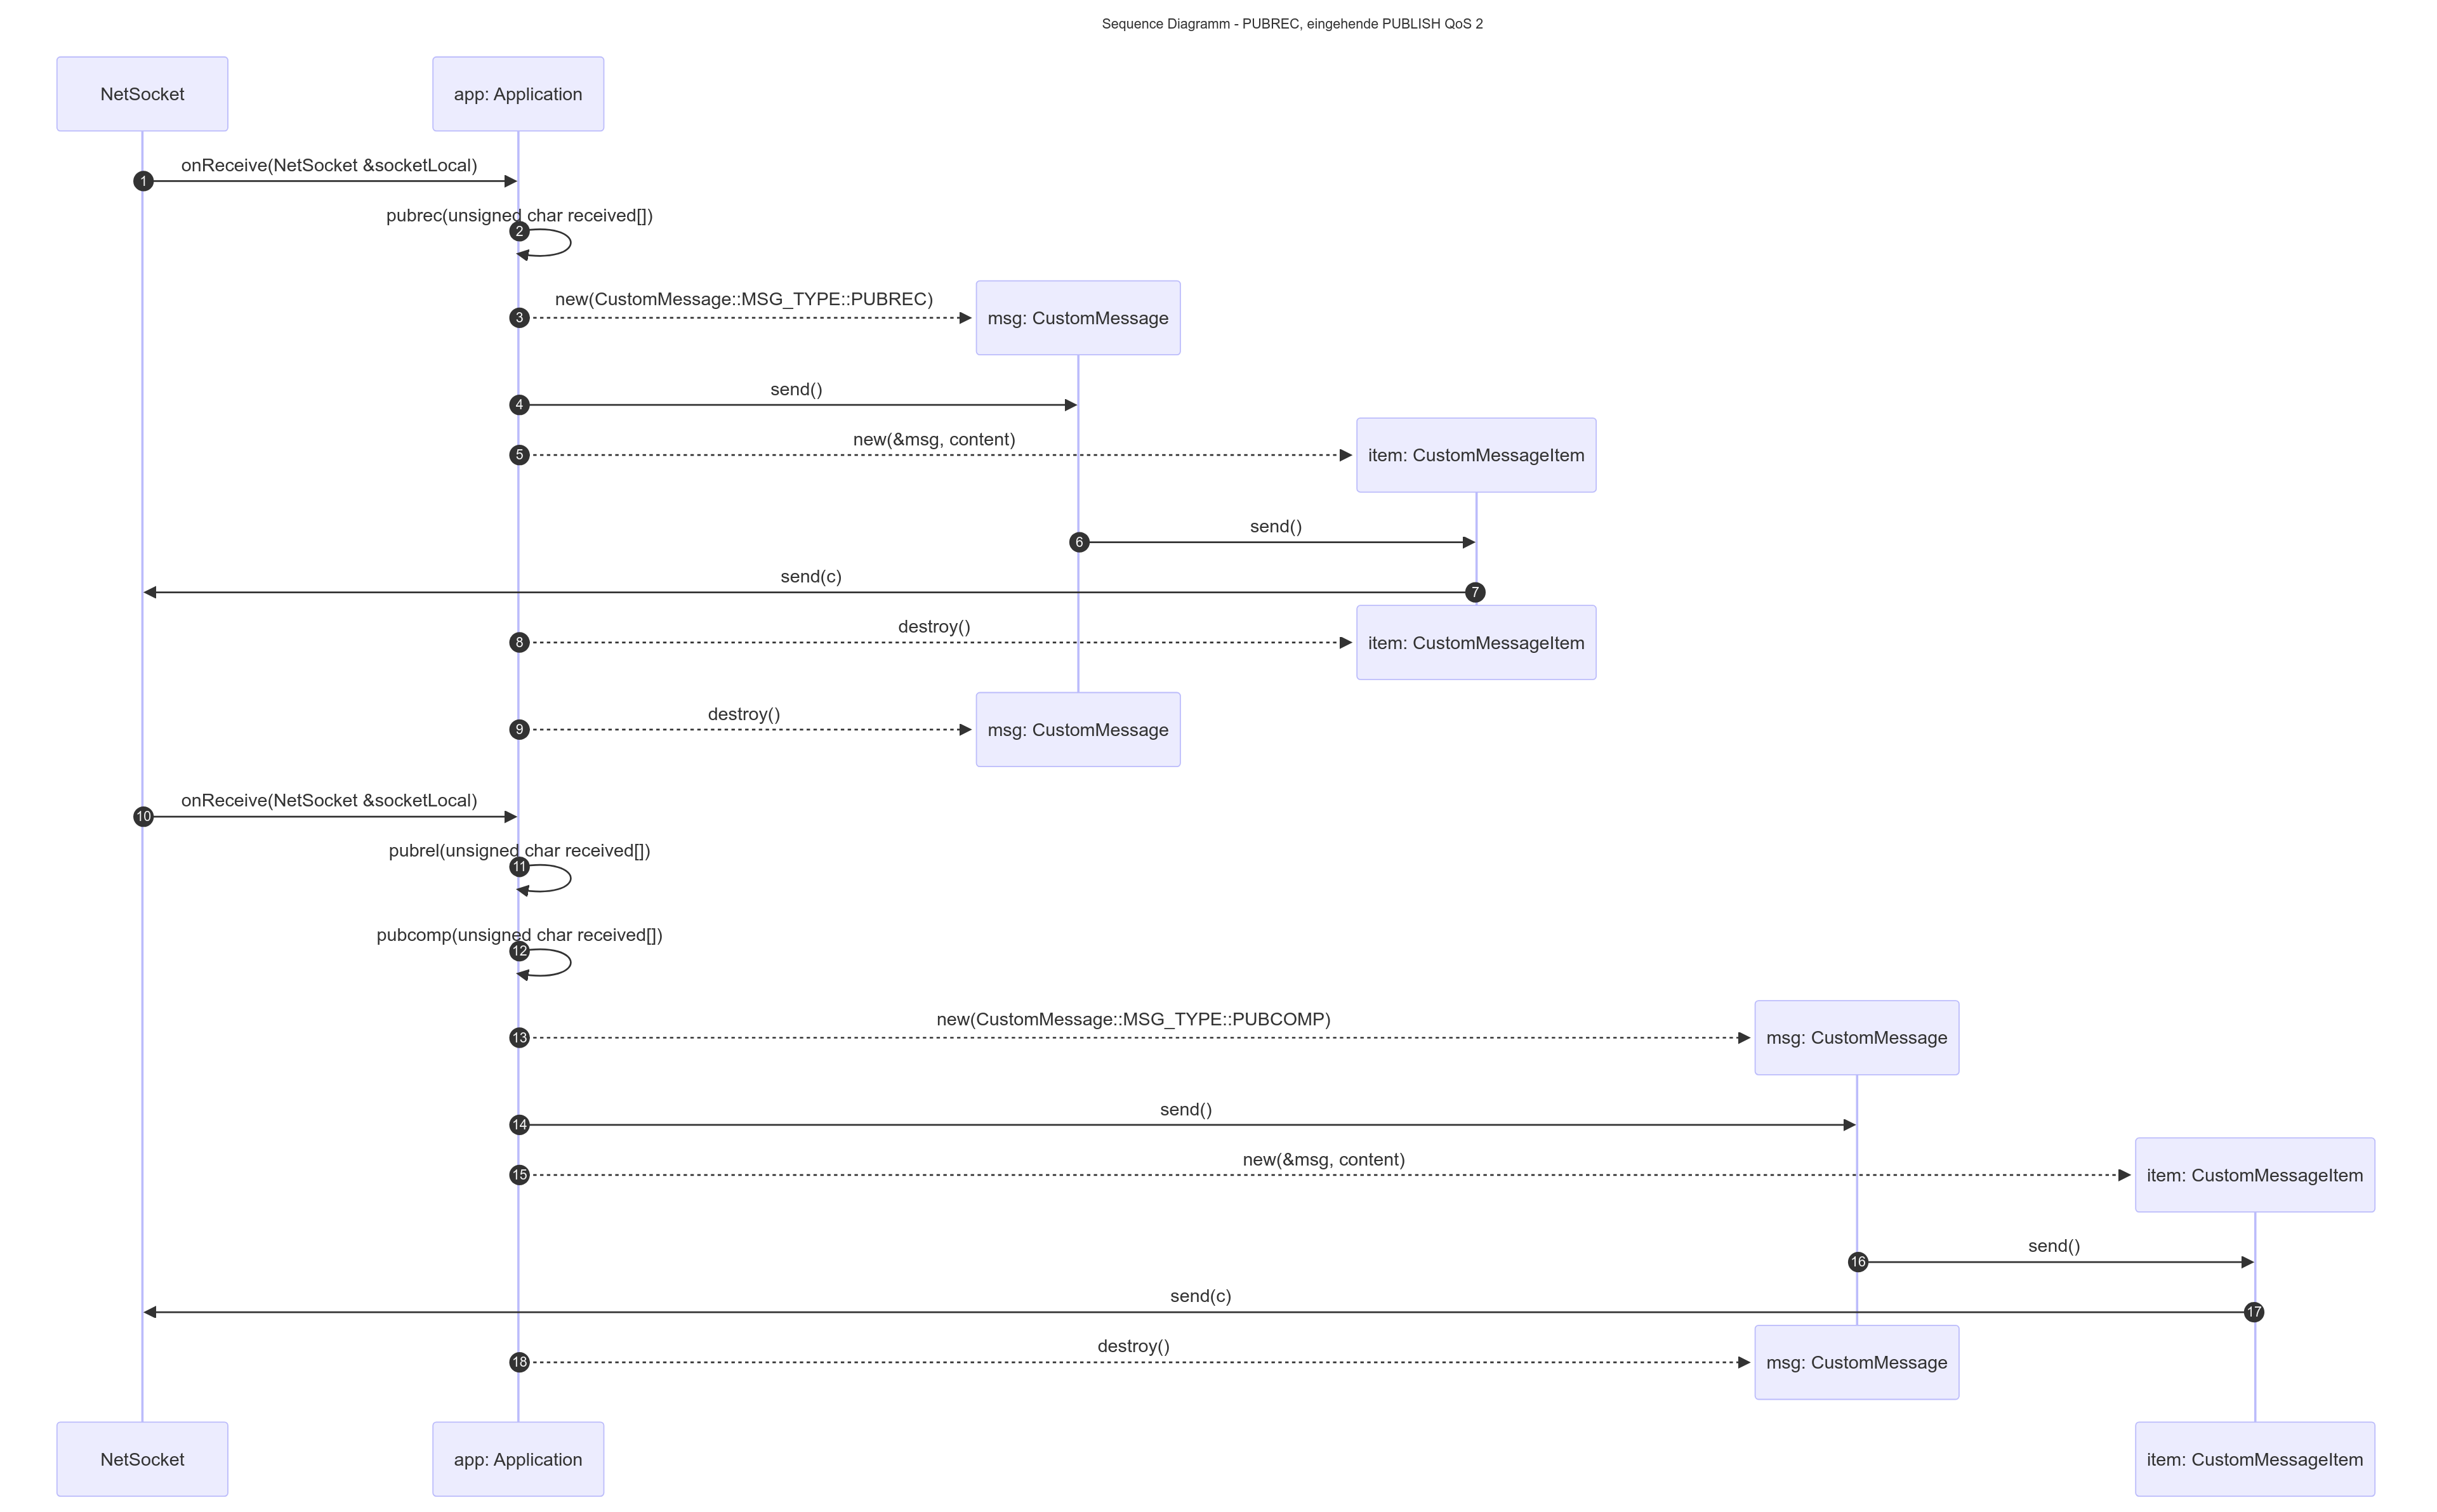 Sequence Diagramm - PUBREC, eingehende PUBLISH QoS 2
NetSocket
app: Application
onReceive(NetSocket &socketLocal)
1
pubrec(unsigned char received[])
2
new(CustomMessage::MSG_TYPE::PUBREC)
3
msg: CustomMessage
send()
4
new(&msg, content)
5
item: CustomMessageItem
send()
6
send(c)
7
destroy()
8
item: CustomMessageItem
destroy()
9
msg: CustomMessage
onReceive(NetSocket &socketLocal)
10
pubrel(unsigned char received[])
11
pubcomp(unsigned char received[])
12
new(CustomMessage::MSG_TYPE::PUBCOMP)
13
msg: CustomMessage
send()
14
new(&msg, content)
15
item: CustomMessageItem
send()
16
send(c)
17
destroy()
18
msg: CustomMessage
NetSocket
app: Application
item: CustomMessageItem